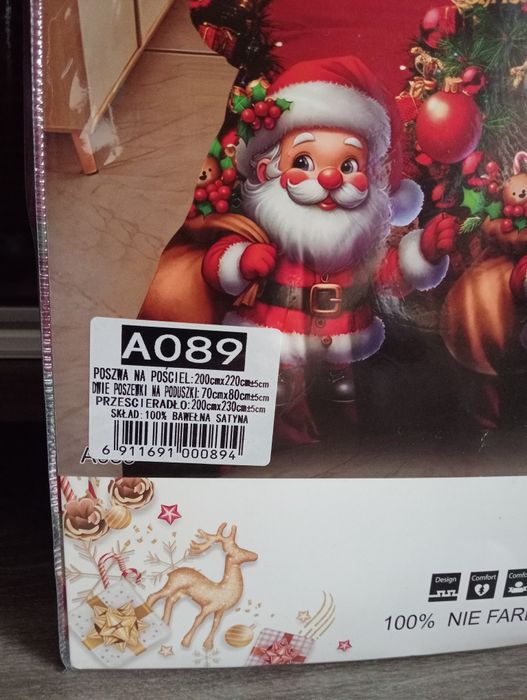 A089
POSZWA NA POŚCIEL:200cmx220cm±5cm
DWIE POSZEWKI NA PODUSZKI:70cmx80cm±5cm
PRZEŚCIERADŁO:200cmx230cm±5cm
SKŁAD:100% BAWEŁNA SATYNA
6 911691 000894
Design Comfort
100% NIE